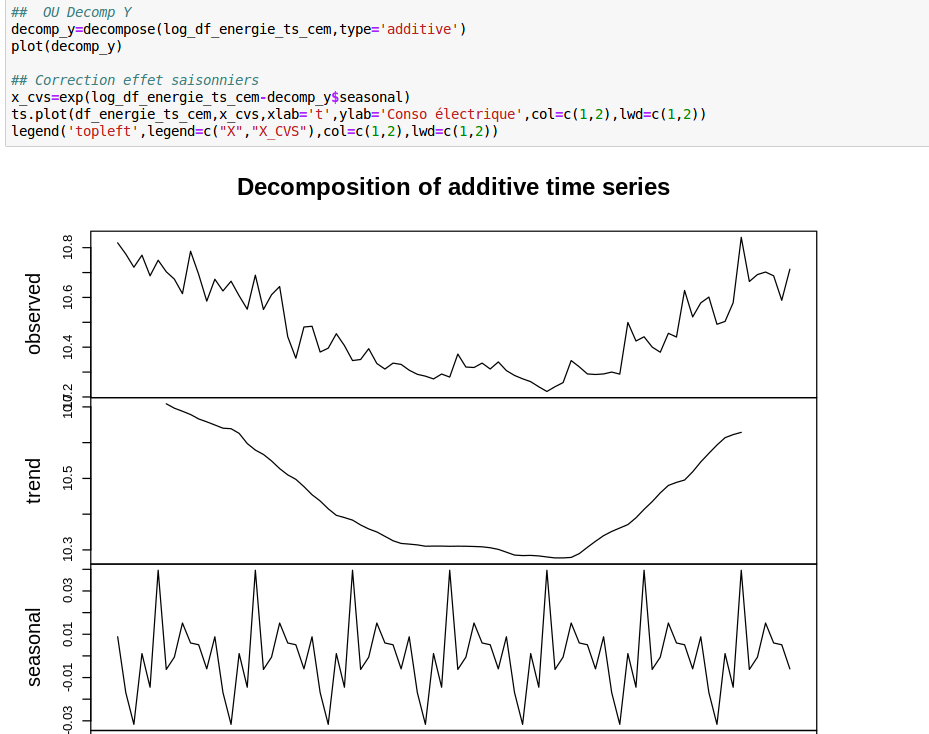 ##  OU Decomp Y
decomp_y=decompose(log_df_energie_ts_cem,type='additive')
plot(decomp_y)
## Correction effet saisonniers
x_cvs=exp(log_df_energie_ts_cem-decomp_y$seasonal)
ts.plot(df_energie_ts_cem,x_cvs,xlab='t',ylab='Conso électrique',col=c(1,2),lwd=c(1,2))
legend('topleft',legend=c("X","X_CVS"),col=c(1,2),lwd=c(1,2))
Decomposition of additive time series
observed
10.8
10.6
10.4
10.2
trend
10.7
10.5
10.3
seasonal
0.03
0.01
-0.01
-0.03